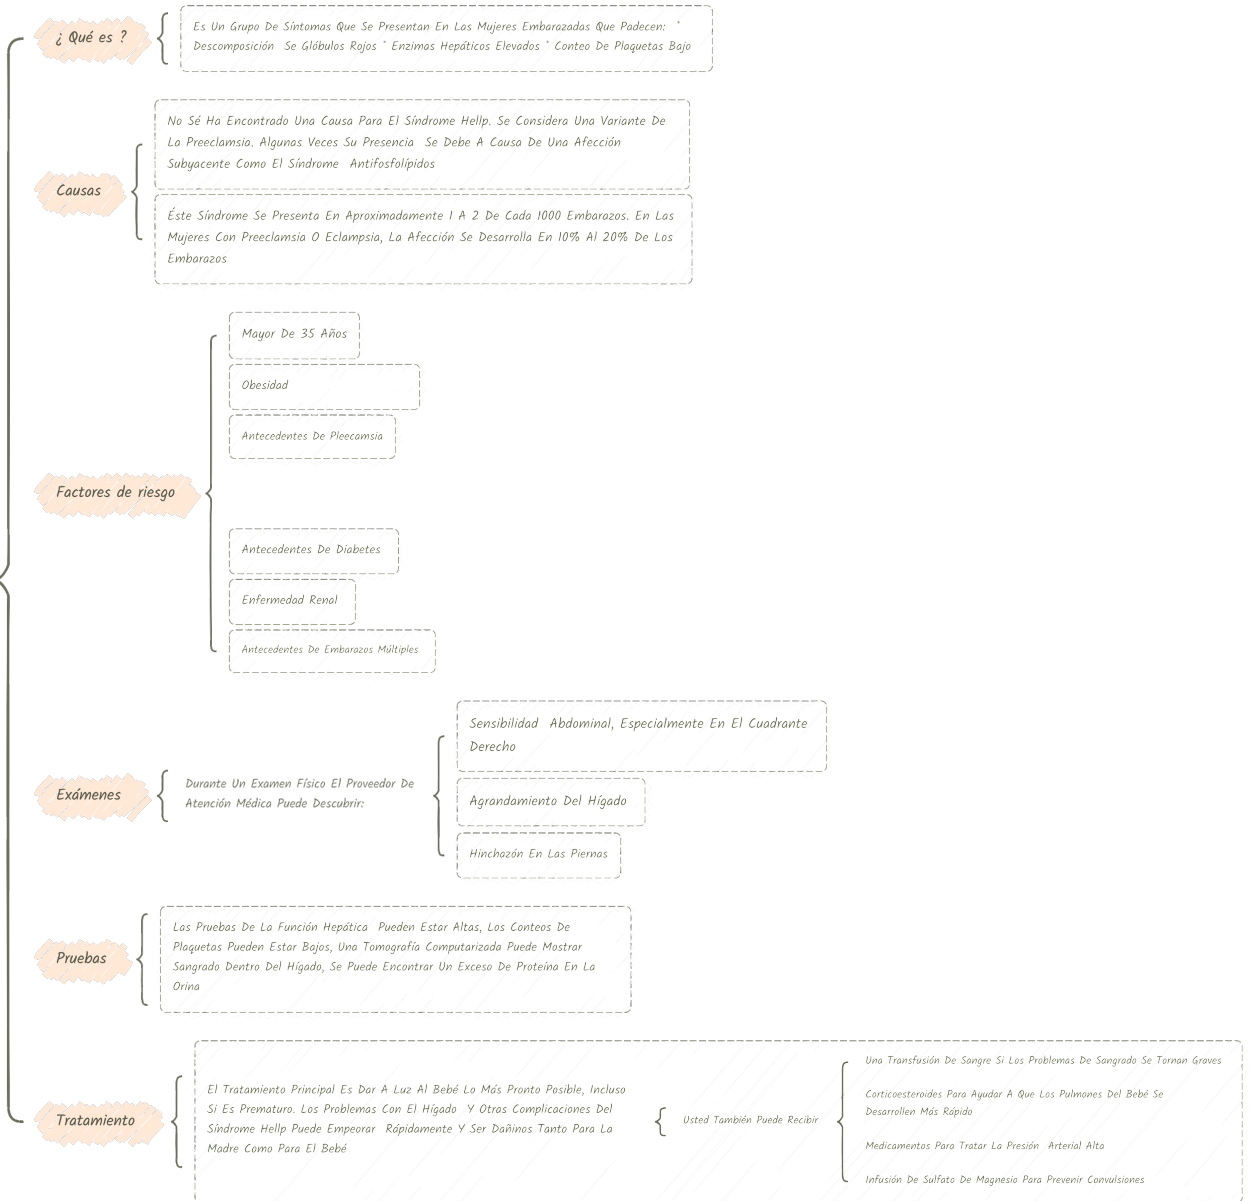 ¿ Qué es ?
Es Un Grupo De Síntomas Que Se Presentan En Las Mujeres Embarazadas Que Padecen: *
Descomposición Se Glóbulos Rojos * Enzimas Hepáticos Elevados * Conteo De Plaquetas Bajo
Causas
No Sé Ha Encontrado Una Causa Para El Síndrome Hellp. Se Considera Una Variante De
La Preeclamsia. Algunas Veces Su Presencia Se Debe A Causa De Una Afección
Subyacente Como El Síndrome Antifosfolípidos
Éste Síndrome Se Presenta En Aproximadamente 1 A 2 De Cada 1000 Embarazos. En Las
Mujeres Con Preeclamsia O Eclampsia, La Afección Se Desarrolla En 10% Al 20% De Los
Embarazos
Factores de riesgo
Mayor De 35 Años
Obesidad
Antecedentes De Pleecamsia
Antecedentes De Diabetes
Enfermedad Renal
Antecedentes De Embarazos Múltiples
Exámenes
Durante Un Examen Físico El Proveedor De
Atención Médica Puede Descubrir:
Sensibilidad Abdominal, Especialmente En El Cuadrante
Derecho
Agrandamiento Del Hígado
Hinchazón En Las Piernas
Pruebas
Las Pruebas De La Función Hepática Pueden Estar Altas, Los Conteos De
Plaquetas Pueden Estar Bajos, Una Tomografía Computarizada Puede Mostrar
Sangrado Dentro Del Hígado, Se Puede Encontrar Un Exceso De Proteína En La
Orina
Tratamiento
El Tratamiento Principal Es Dar A Luz Al Bebé Lo Más Pronto Posible, Incluso
Si Es Prematuro. Los Problemas Con El Hígado Y Otras Complicaciones Del
Síndrome Hellp Puede Empeorar Rápidamente Y Ser Dañinos Tanto Para La
Madre Como Para El Bebé
Usted También Puede Recibir
Una Transfusión De Sangre Si Los Problemas De Sangrado Se Tornan Graves
Corticoesteroides Para Ayudar A Que Los Pulmones Del Bebé Se
Desarrollen Más Rápido
Medicamentos Para Tratar La Presión Arterial Alta
Infusión De Sulfato De Magnesio Para Prevenir Convulsiones